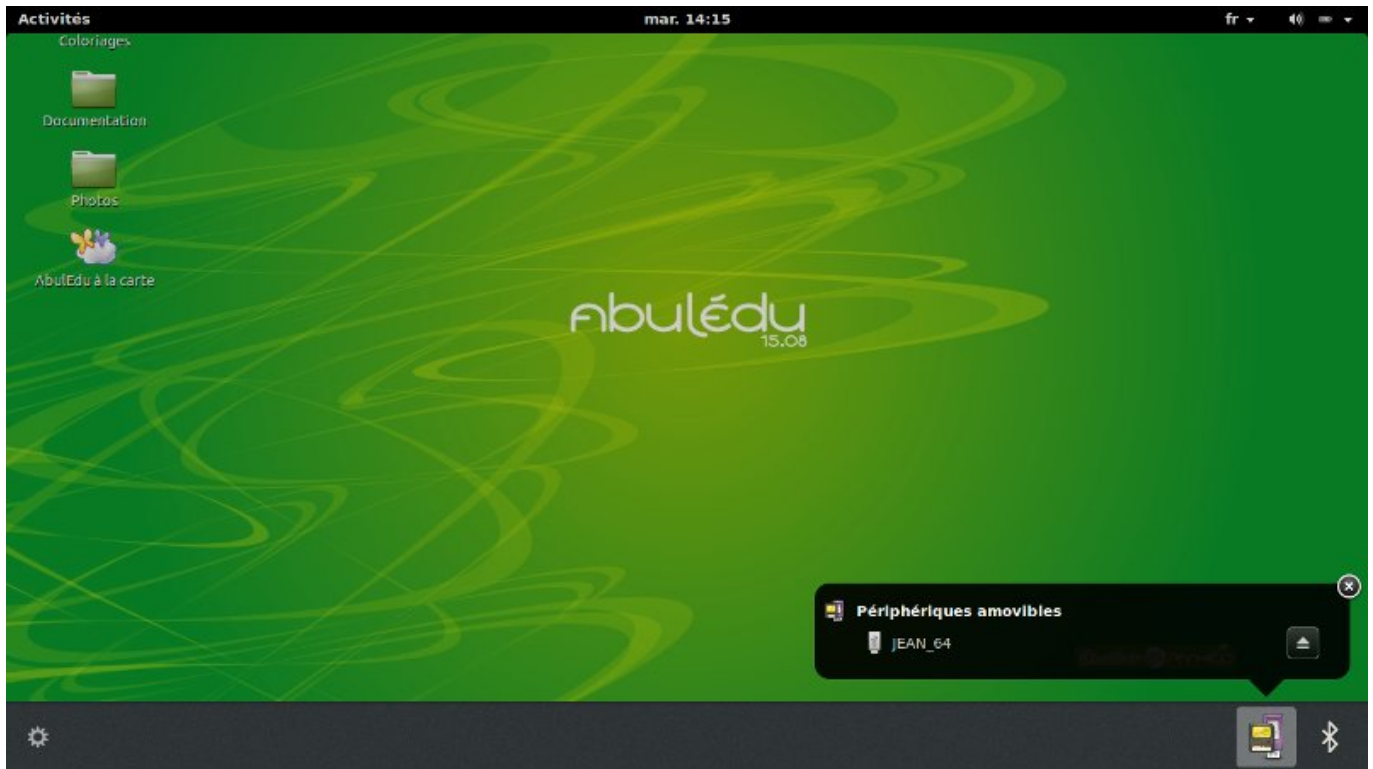 Activités
mar. 14:15
fr
Coloriages
Documentation
Photos
AbulEdu à la carte
Abulédu
15.08
Périphériques amovibles
JEAN_64